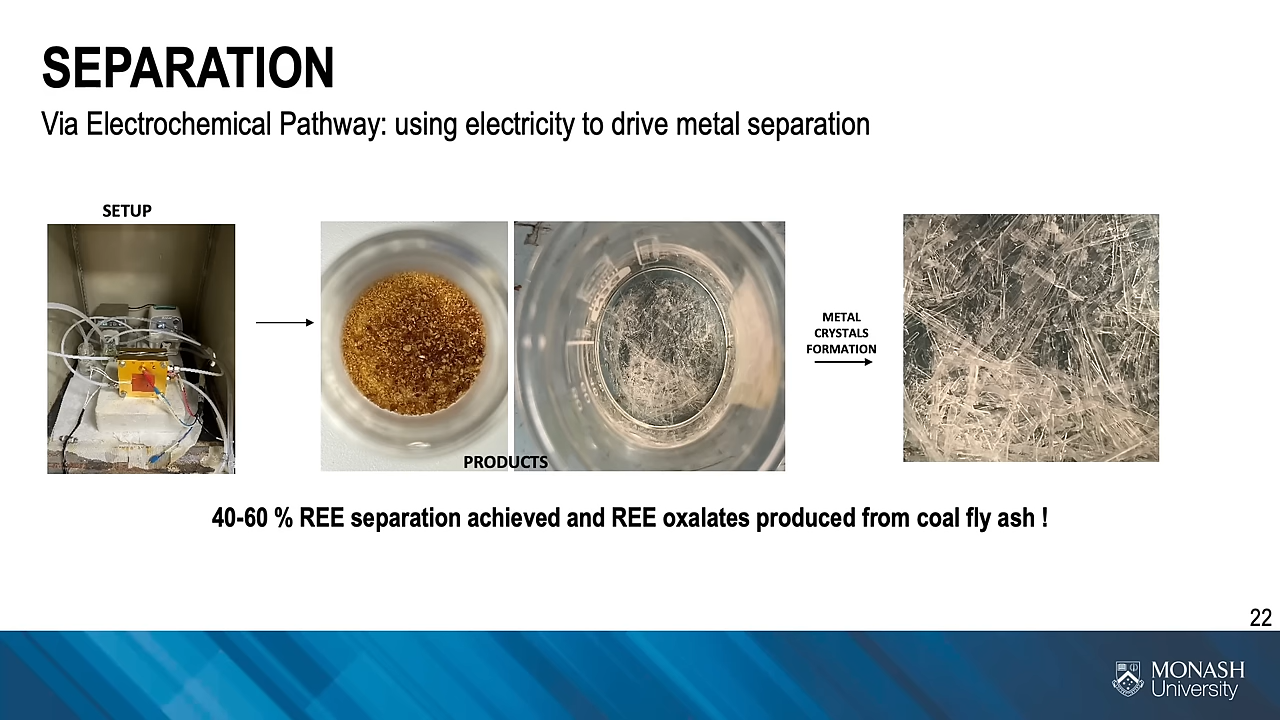 SEPARATION
Via Electrochemical Pathway: using electricity to drive metal separation
SETUP
PRODUCTS
METAL
CRYSTALS
FORMATION
40-60 % REE separation achieved and REE oxalates produced from coal fly ash !
22
MONASH
University